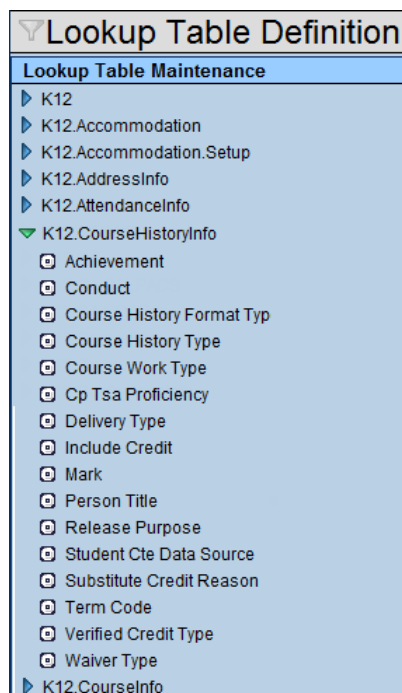 Lookup Table Definition
Lookup Table Maintenance
K12
K12.Accommodation
K12.Accommodation.Setup
K12.AddressInfo
K12.AttendanceInfo
K12.CourseHistoryInfo
Achievement
Conduct
Course History Format Typ
Course History Type
Course Work Type
Cp Tsa Proficiency
Delivery Type
Include Credit
Mark
Person Title
Release Purpose
Student Cte Data Source
Substitute Credit Reason
Term Code
Verified Credit Type
Waiver Type
K12.CourseInfo